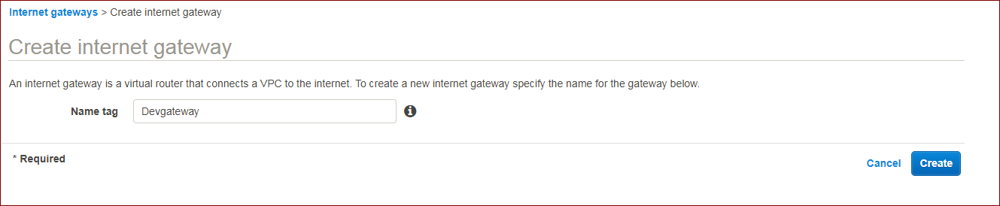 Internet gateways > Create internet gateway
Create internet gateway
An internet gateway is a virtual router that connects a VPC to the internet. To create a new internet gateway specify the name for the gateway below.
Name tag Devgateway
* Required
Cancel Create